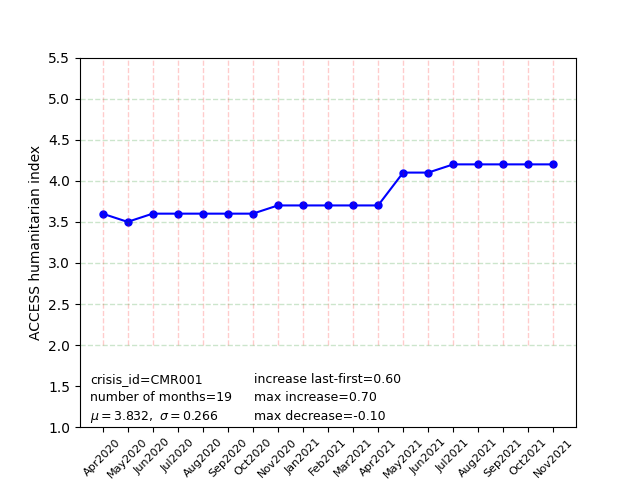 5.5
5.0
4.5
4.0
3.5
3.0
2.5
2.0
1.5
1.0
ACCESS humanitarian index
crisis_id=CMR001
number of months=19
μ=3.832, σ=0.266
increase last-first=0.60
max increase=0.70
max decrease=-0.10
Apr2020
May2020
Jun2020
Jul2020
Aug2020
Sep2020
Oct2020
Nov2020
Jan2021
Feb2021
Mar2021
Apr2021
May2021
Jun2021
Jul2021
Aug2021
Sep2021
Oct2021
Nov2021